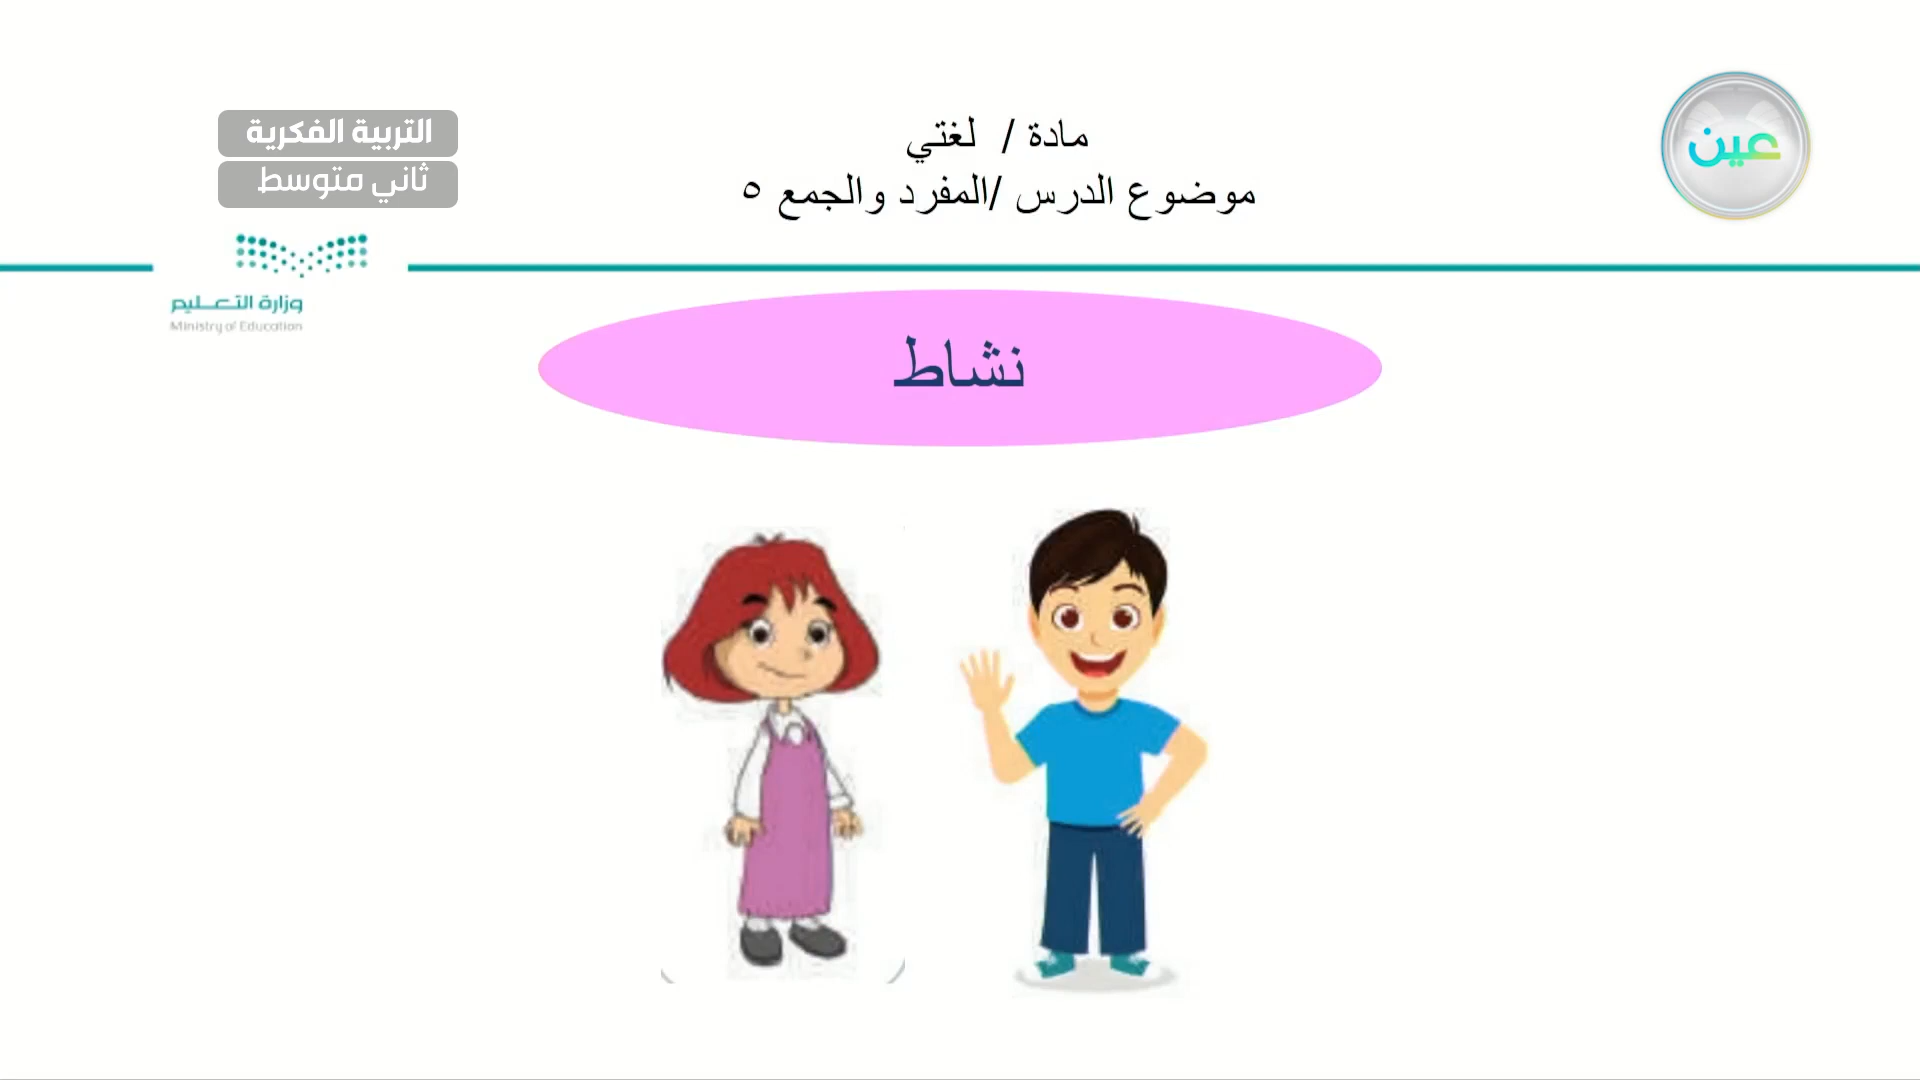 مادة / لغتي
موضوع الدرس /المفرد والجمع ٥
التربية الفكرية
ثاني متوسط
عين
وزارة التعليم
Ministry of Education
نشاط